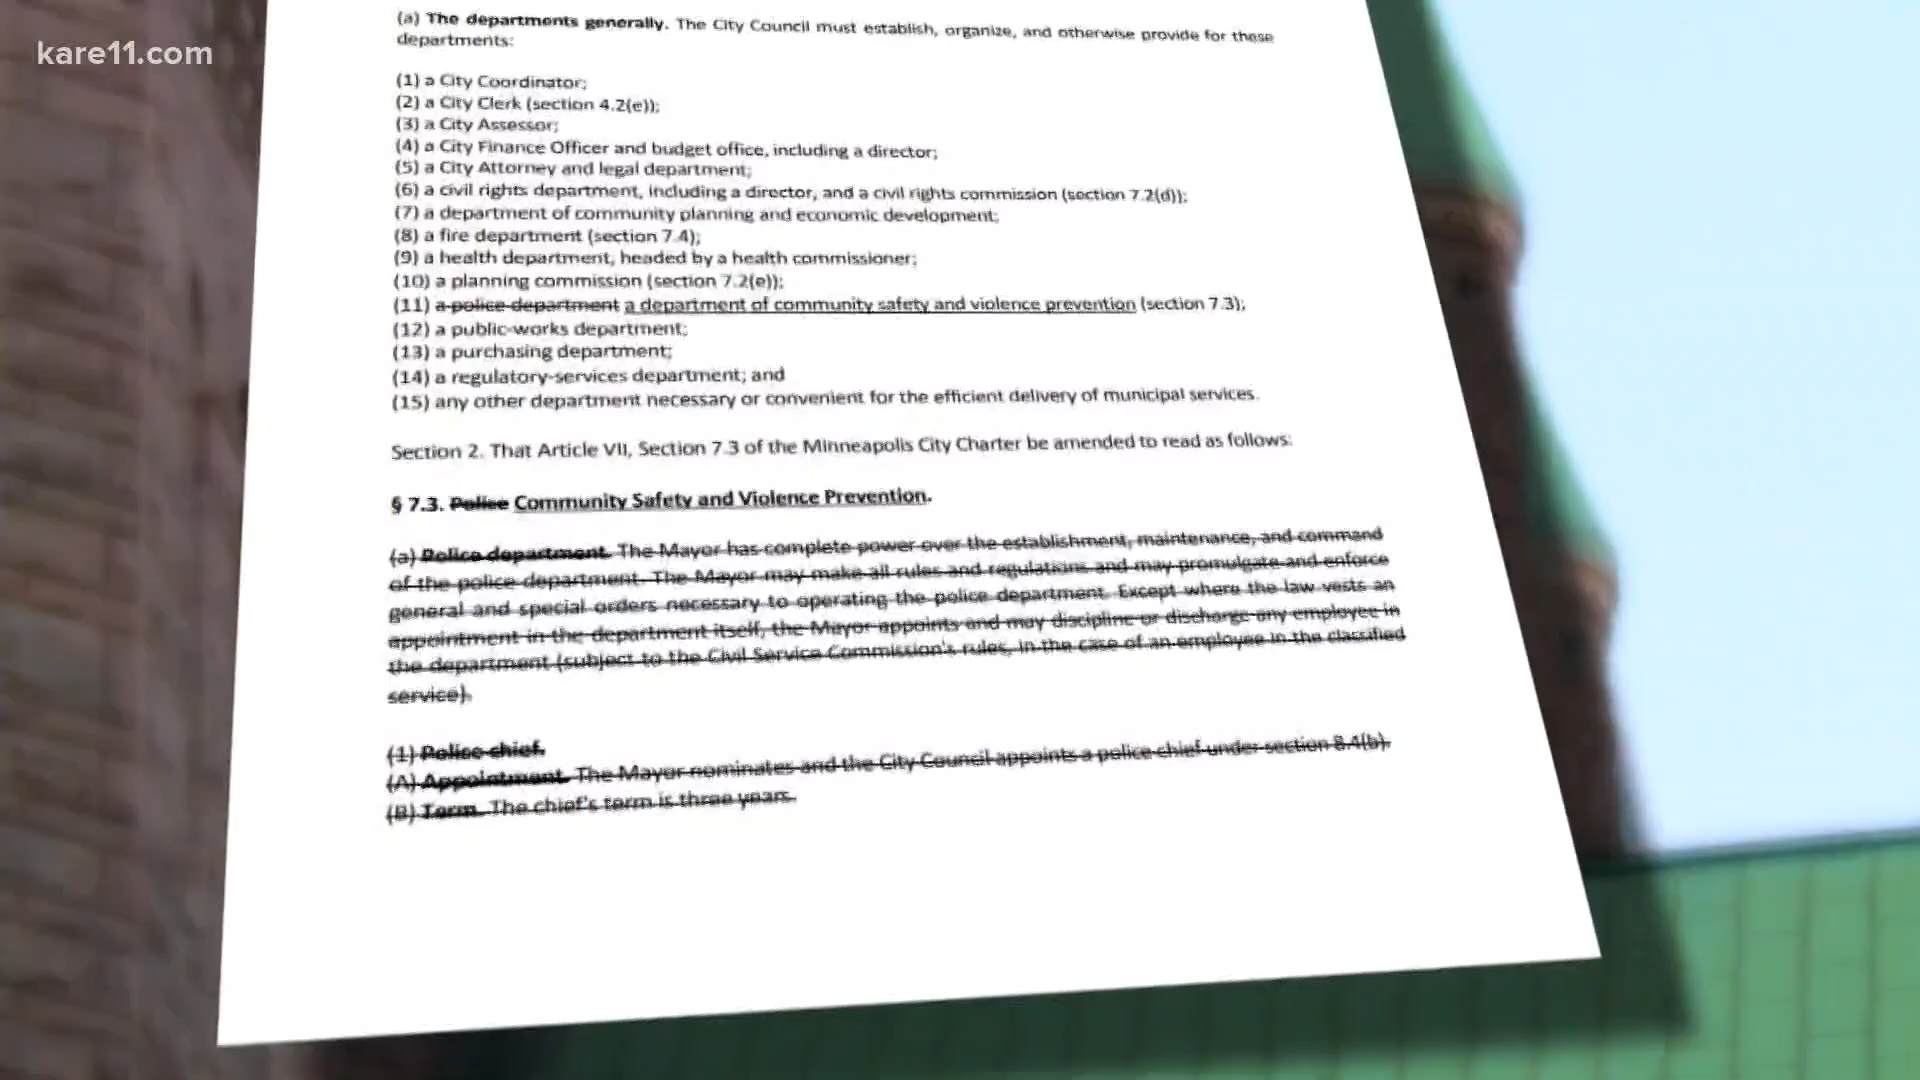 kare11.com
(a) The departments generally. The City Council must establish, organize, and otherwise provide for these
departments:
(1) a City Coordinator;
(2) a City Clerk (section 4.2(e));
(3) a City Assessor;
(4) a City Finance Officer and budget office, including a director;
(5) a City Attorney and legal department;
(6) a civil rights department, including a director, and a civil rights commission (section 7.2(d));
(7) a department of community planning and economic development;
(8) a fire department (section 7.4);
(9) a health department, headed by a health commissioner;
(10) a planning commission (section 7.2(e));
(11) a police department a department of community safety and violence prevention (section 7.3);
(12) a public-works department;
(13) a purchasing department;
(14) a regulatory-services department; and
(15) any other department necessary or convenient for the efficient delivery of municipal services.
Section 2. That Article VII, Section 7.3 of the Minneapolis City Charter be amended to read as follows:
§ 7.3. Police Community Safety and Violence Prevention.
(a) Police department. The Mayor has complete power over the establishment, maintenance, and command
of the police department. The Mayor may make all rules and regulations and may promulgate and enforce
general and special orders necessary to operating the police department. Except where the law vests an
appointment in the department itself, the Mayor appoints and may discipline or discharge any employee in
the department (subject to the Civil Service Commission's rules, in the case of an employee in the classified
service).
(1) Police chief.
(A) Appointment. The Mayor nominates and the City Council appoints a police chief under section 8.4(b).
(B) Term. The chief's term is three years.